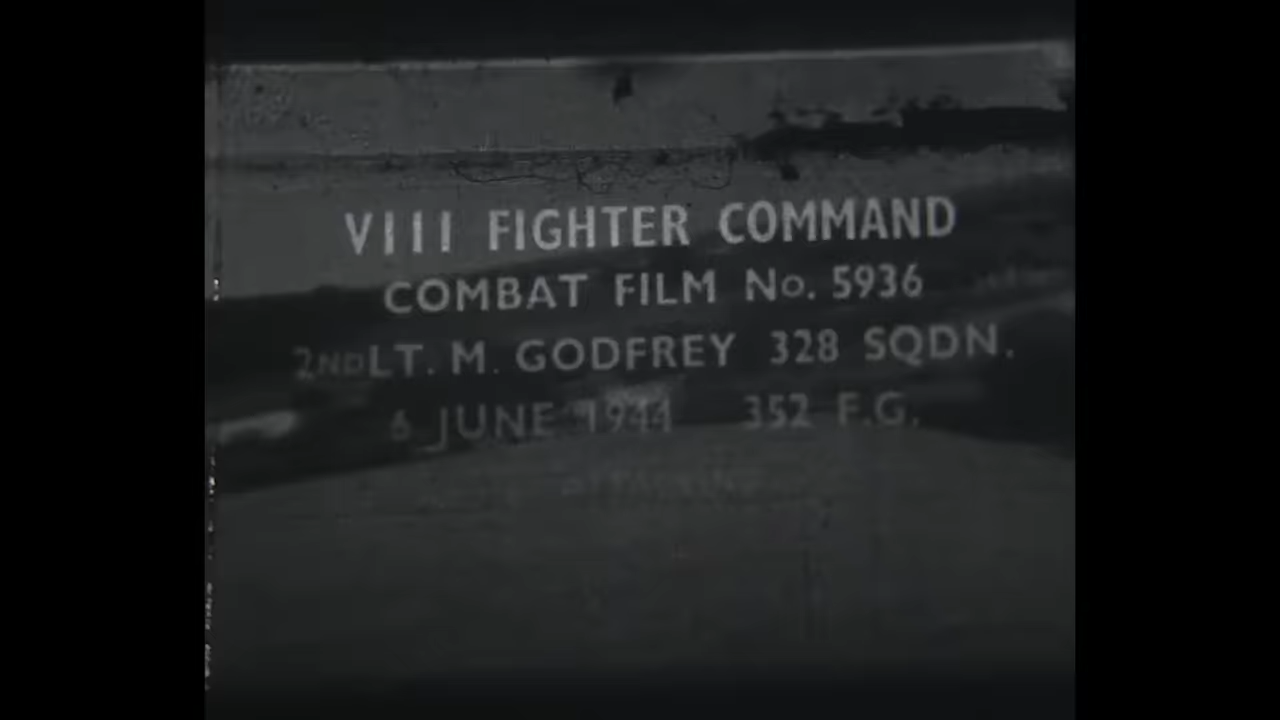 VIII FIGHTER COMMAND
COMBAT FILM No. 5936
2ND LT. M. GODFREY 328 SQDN.
6 JUNE 1944 352 F.G.